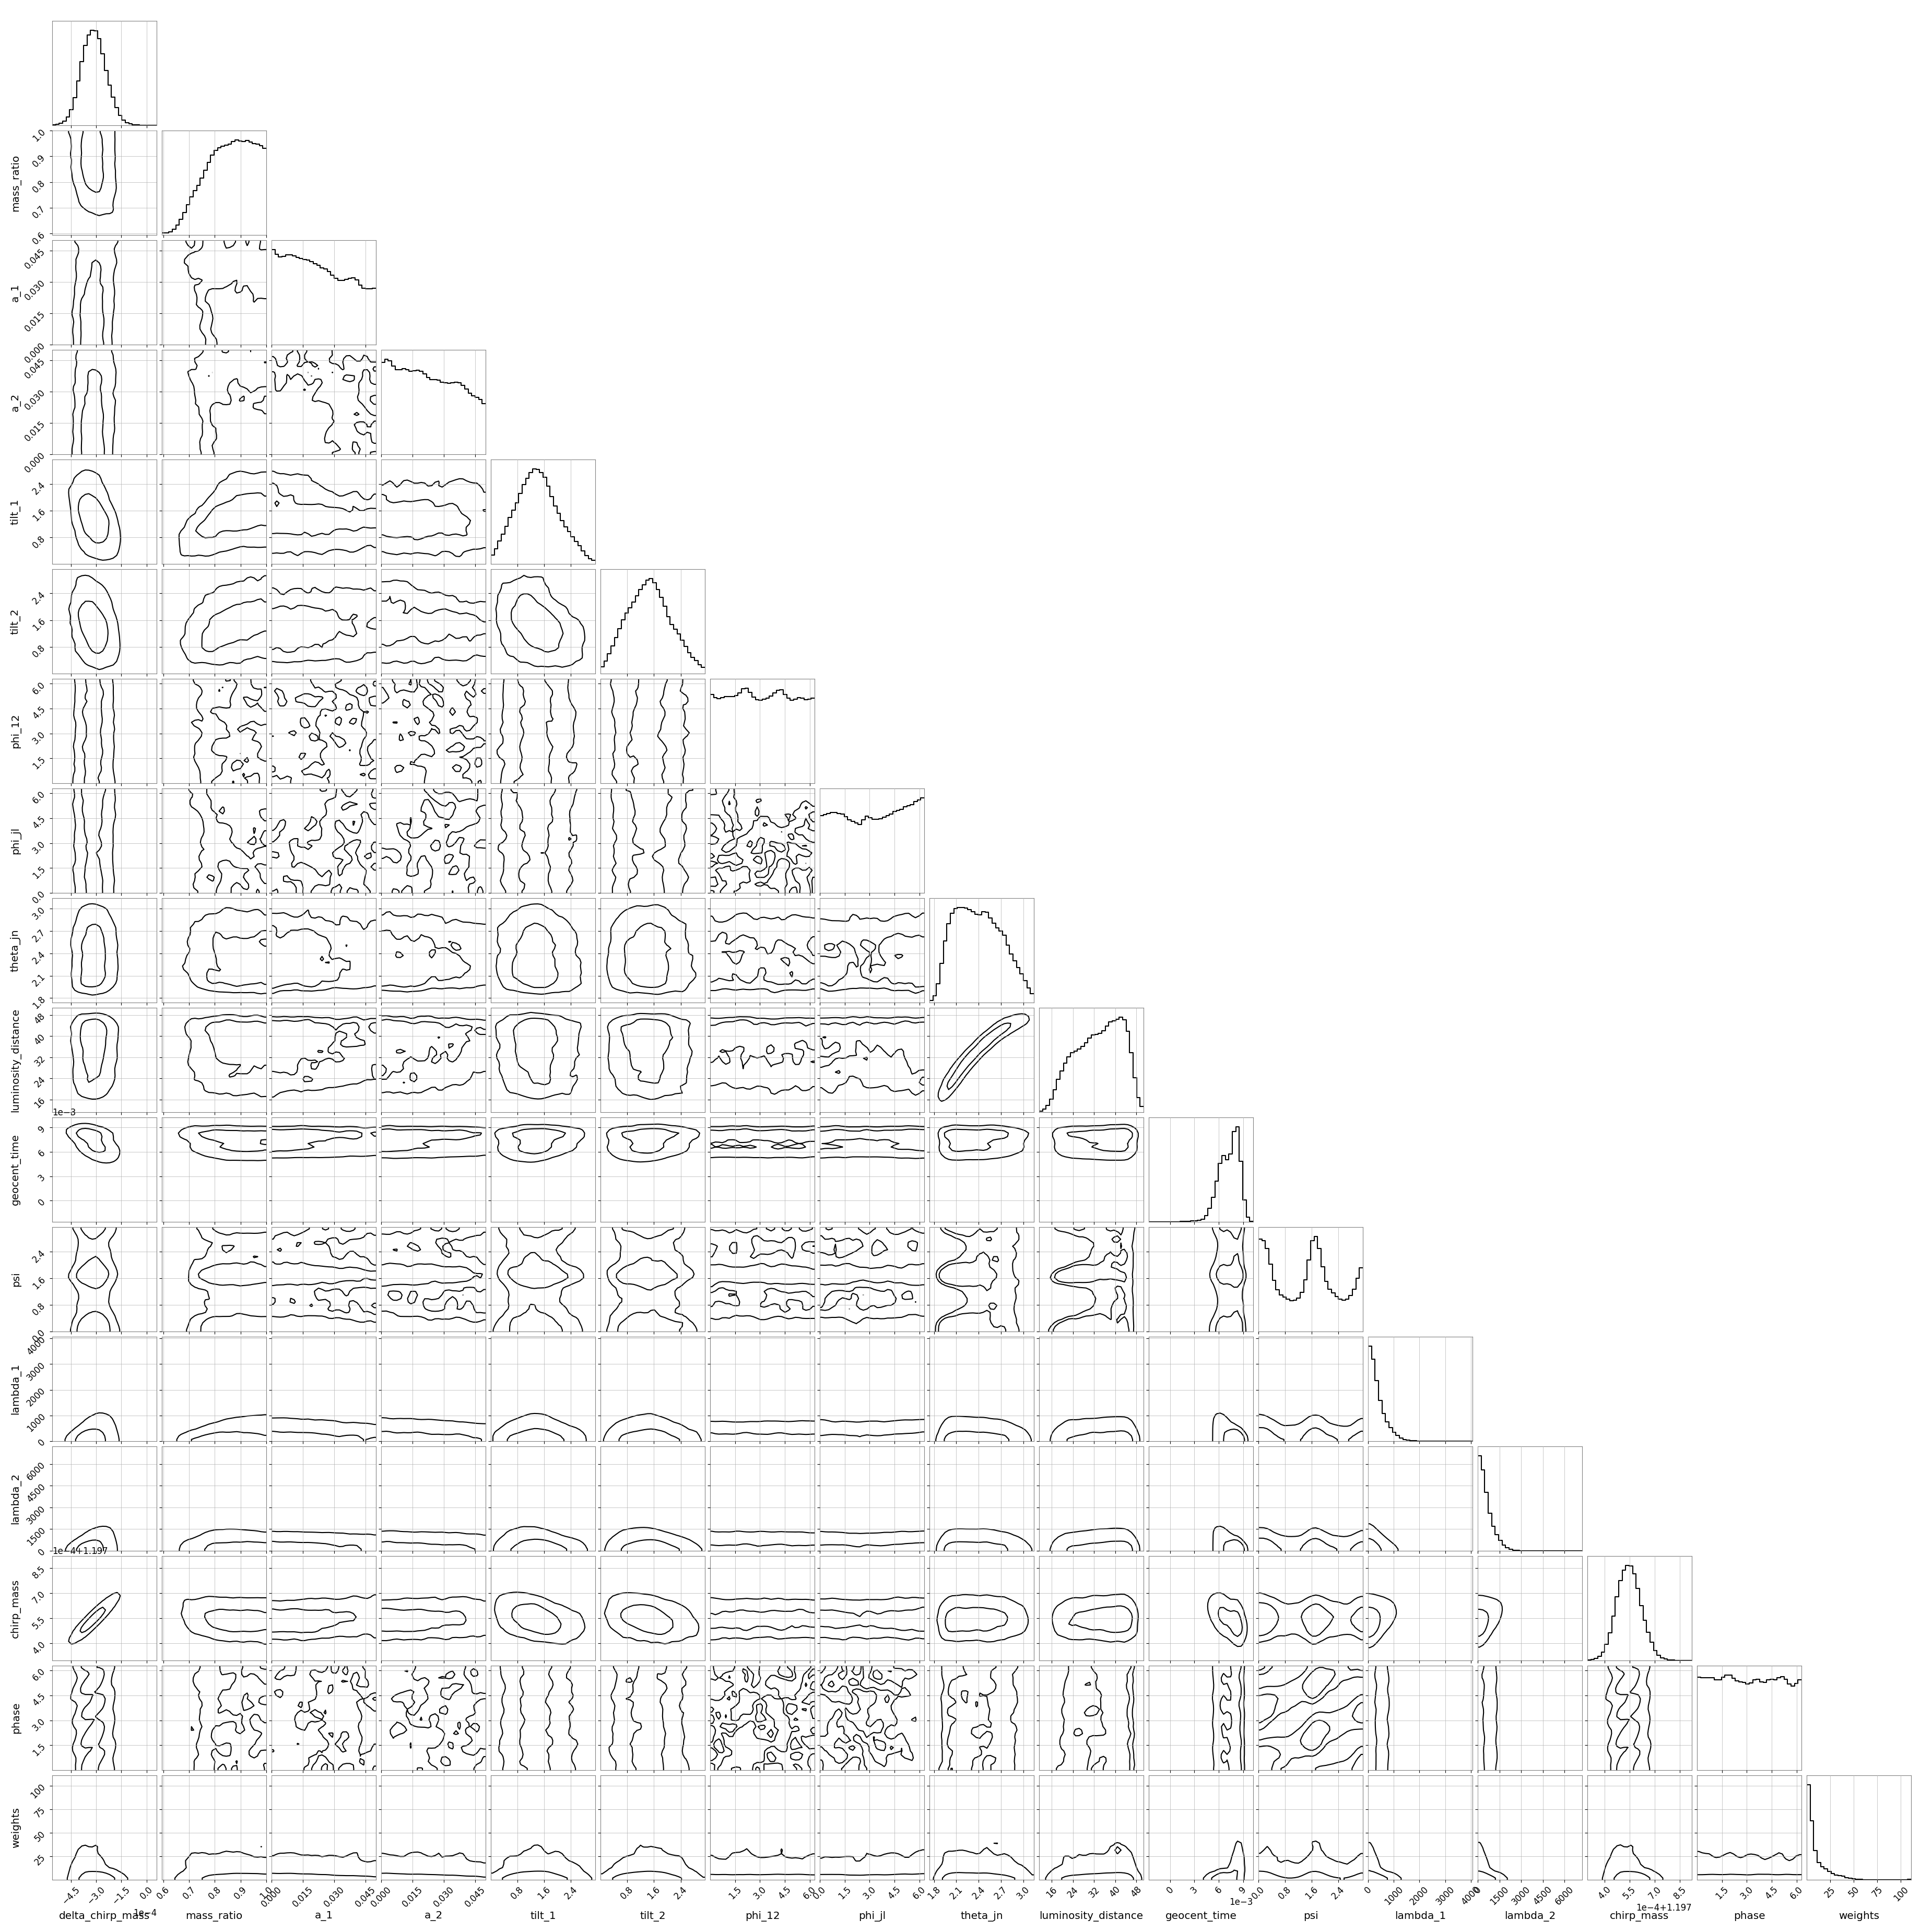 1.0
0.9
0.8
0.7
0.6
mass_ratio
0.045
0.030
0.015
0.000
a_1
0.045
0.030
0.015
0.000
a_2
2.4
1.6
0.8
tilt_1
2.4
1.6
0.8
tilt_2
6.0
4.5
3.0
1.5
phi_12
6.0
4.5
3.0
1.5
0.0
phi_jl
3.0
2.7
2.4
2.1
1.8
theta_jn
48
40
32
24
16
luminosity_distance
1e−3
9
6
3
0
geocent_time
2.4
1.6
0.8
0.0
psi
4000
3000
2000
1000
0
lambda_1
6000
4500
3000
1500
0
lambda_2
1e−4+1.197
8.5
7.0
5.5
4.0
chirp_mass
6.0
4.5
3.0
1.5
phase
100
75
50
25
weights
−4.5 −3.0 −1.5 0.0
1e−4
delta_chirp_mass
0.6 0.7 0.8 0.9 1.0
mass_ratio
0.000 0.015 0.030 0.045
a_1
0.000 0.015 0.030 0.045
a_2
0.8 1.6 2.4
tilt_1
0.8 1.6 2.4
tilt_2
1.5 3.0 4.5 6.0
phi_12
0.0 1.5 3.0 4.5 6.0
phi_jl
1.8 2.1 2.4 2.7 3.0
theta_jn
16 24 32 40 48
luminosity_distance
0 3 6 9
1e−3
geocent_time
0.0 0.8 1.6 2.4
psi
0 1000 2000 3000 4000
lambda_1
0 1500 3000 4500 6000
lambda_2
4.0 5.5 7.0 8.5
1e−4+1.197
chirp_mass
1.5 3.0 4.5 6.0
phase
25 50 75 100
weights